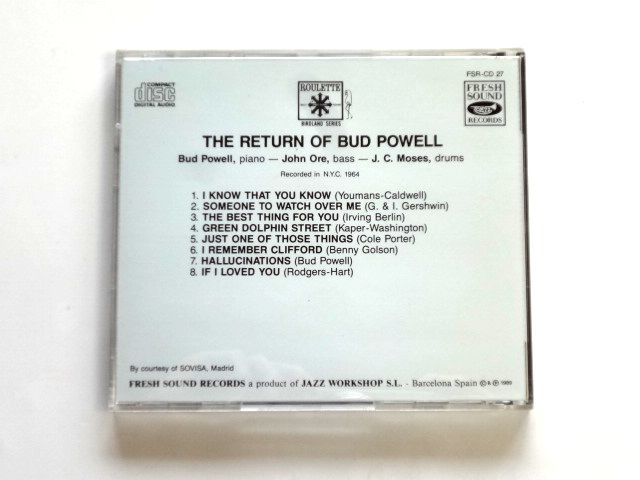 COMPACT
disc
DIGITAL AUDIO
ROULETTE
BIRDLAND SERIES
FSR-CD 27
FRESH
SOUND
RECORDS
THE RETURN OF BUD POWELL
Bud Powell, piano — John Ore, bass — J. C. Moses, drums
Recorded in N.Y.C. 1964
1. I KNOW THAT YOU KNOW (Youmans-Caldwell)
2. SOMEONE TO WATCH OVER ME (G. & I. Gershwin)
3. THE BEST THING FOR YOU (Irving Berlin)
4. GREEN DOLPHIN STREET (Kaper-Washington)
5. JUST ONE OF THOSE THINGS (Cole Porter)
6. I REMEMBER CLIFFORD (Benny Golson)
7. HALLUCINATIONS (Bud Powell)
8. IF I LOVED YOU (Rodgers-Hart)
By courtesy of SOVISA, Madrid
FRESH SOUND RECORDS a product of JAZZ WORKSHOP S.L. - Barcelona Spain